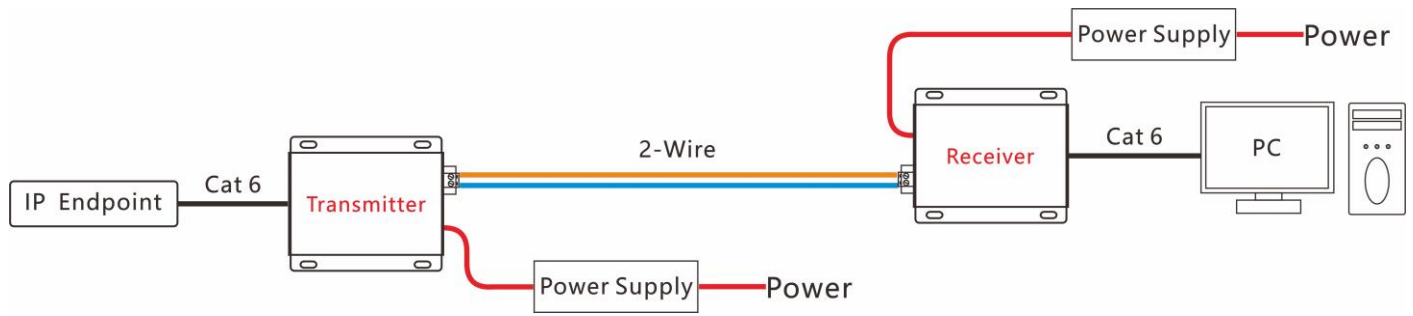 Power Supply
Power
2-Wire
Cat 6
PC
Receiver
Cat 6
IP Endpoint
Transmitter
Power Supply
Power